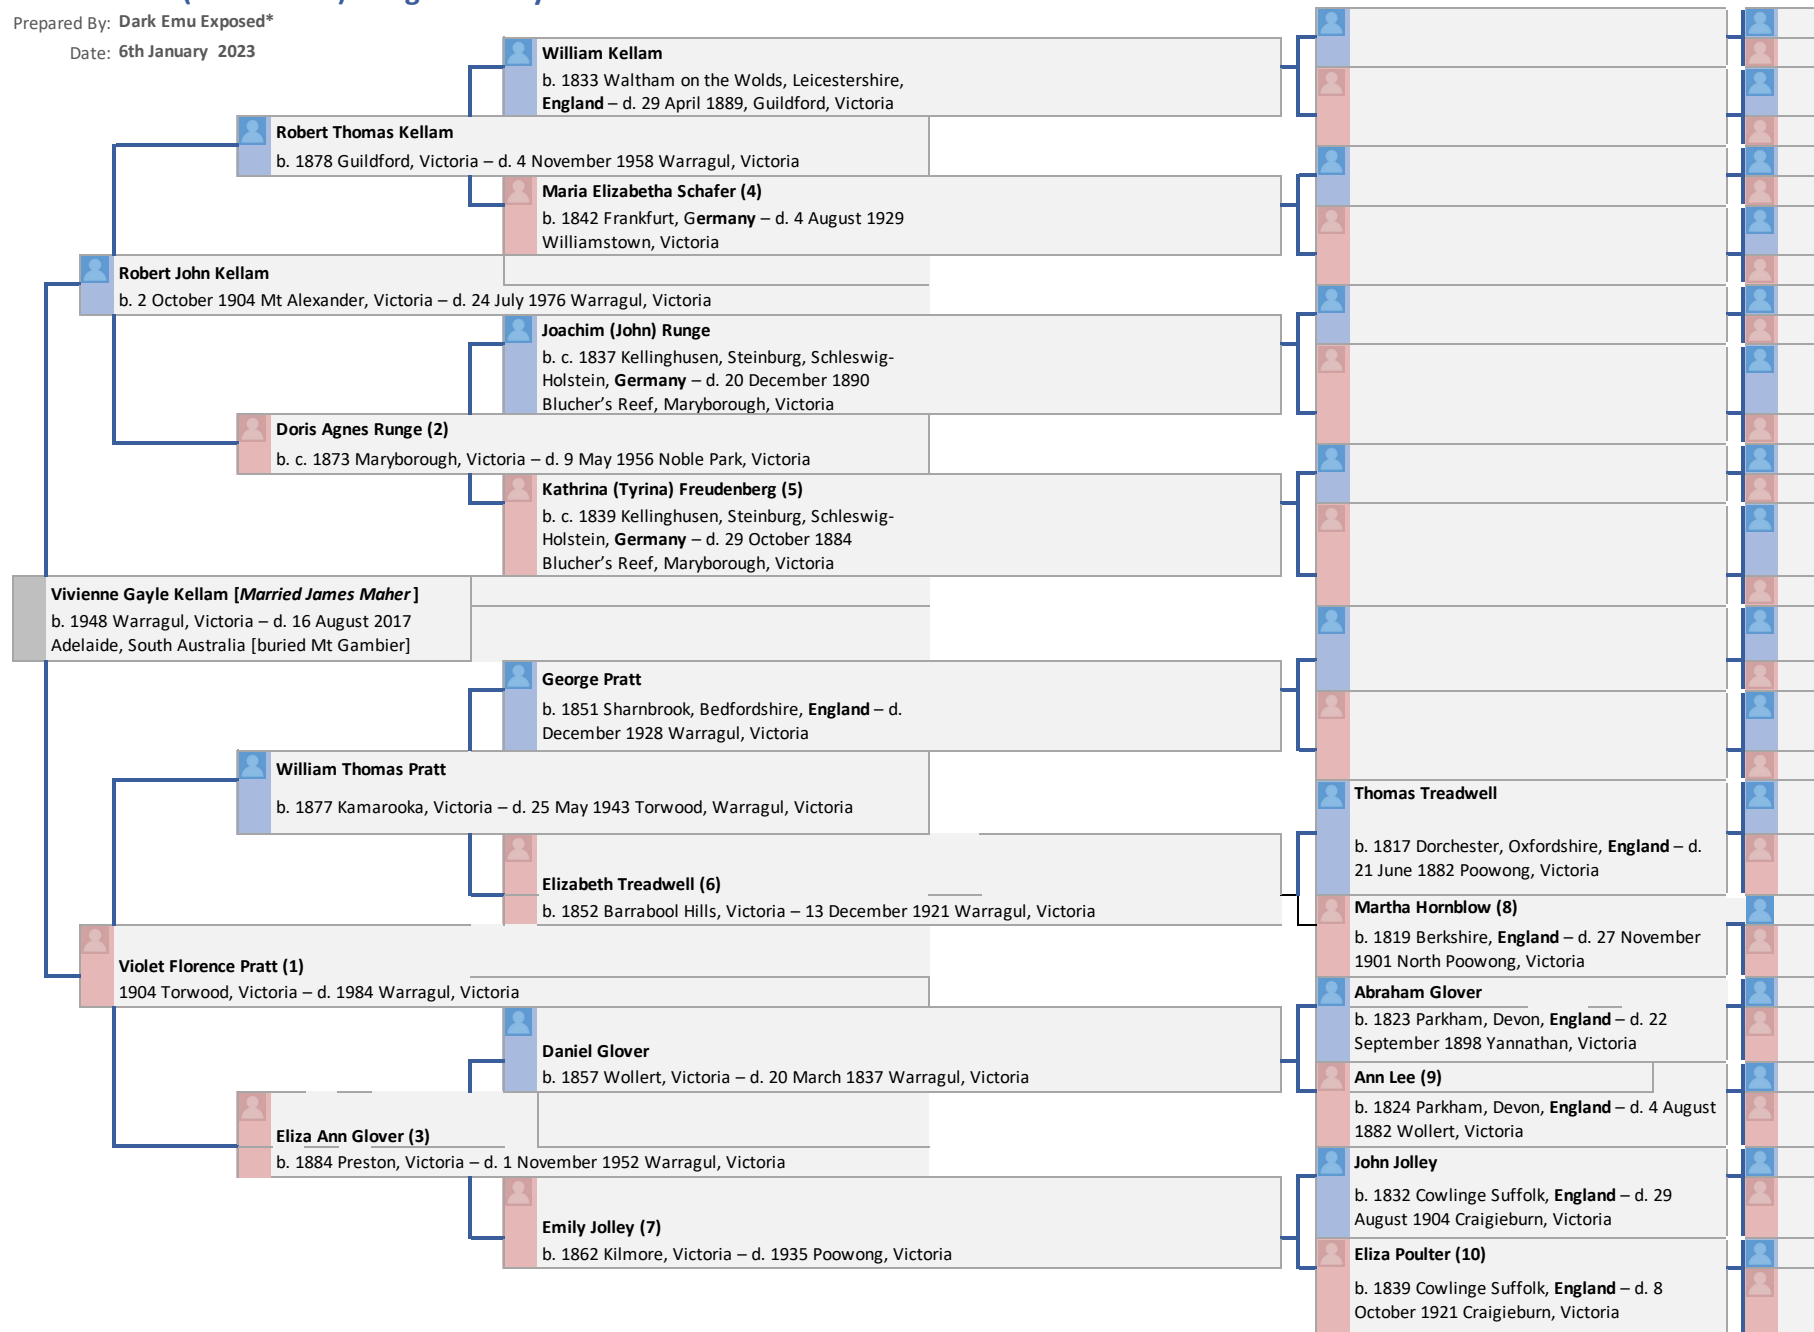 Prepared By: Dark Emu Exposed*
Date: 6th January 2023
William Kellam
b. 1833 Waltham on the Wolds, Leicestershire,
England – d. 29 April 1889, Guildford, Victoria
Robert Thomas Kellam
b. 1878 Guildford, Victoria – d. 4 November 1958 Warragul, Victoria
Maria Elizabetha Schafer (4)
b. 1842 Frankfurt, Germany – d. 4 August 1929
Williamstown, Victoria
Robert John Kellam
b. 2 October 1904 Mt Alexander, Victoria – d. 24 July 1976 Warragul, Victoria
Joachim (John) Runge
b. c. 1837 Kellinghusen, Steinburg, Schleswig-
Holstein, Germany – d. 20 December 1890
Blucher’s Reef, Maryborough, Victoria
Doris Agnes Runge (2)
b. c. 1873 Maryborough, Victoria – d. 9 May 1956 Noble Park, Victoria
Kathrina (Tyrina) Freudenberg (5)
b. c. 1839 Kellinghusen, Steinburg, Schleswig-
Holstein, Germany – d. 29 October 1884
Blucher’s Reef, Maryborough, Victoria
Vivienne Gayle Kellam [Married James Maher]
b. 1948 Warragul, Victoria – d. 16 August 2017
Adelaide, South Australia [buried Mt Gambier]
George Pratt
b. 1851 Sharnbrook, Bedfordshire, England – d.
December 1928 Warragul, Victoria
William Thomas Pratt
b. 1877 Kamarooka, Victoria – d. 25 May 1943 Torwood, Warragul, Victoria
Thomas Treadwell
b. 1817 Dorchester, Oxfordshire, England – d.
21 June 1882 Poowong, Victoria
Elizabeth Treadwell (6)
b. 1852 Barrabool Hills, Victoria – 13 December 1921 Warragul, Victoria
Martha Hornblow (8)
b. 1819 Berkshire, England – d. 27 November
1901 North Poowong, Victoria
Violet Florence Pratt (1)
1904 Torwood, Victoria – d. 1984 Warragul, Victoria
Abraham Glover
b. 1823 Parkham, Devon, England – d. 22
September 1898 Yannathan, Victoria
Daniel Glover
b. 1857 Wollert, Victoria – d. 20 March 1837 Warragul, Victoria
Ann Lee (9)
b. 1824 Parkham, Devon, England – d. 4 August
1882 Wollert, Victoria
Eliza Ann Glover (3)
b. 1884 Preston, Victoria – d. 1 November 1952 Warragul, Victoria
John Jolley
b. 1832 Cowlinge Suffolk, England – d. 29
August 1904 Craigieburn, Victoria
Emily Jolley (7)
b. 1862 Kilmore, Victoria – d. 1935 Poowong, Victoria
Eliza Poulter (10)
b. 1839 Cowlinge Suffolk, England – d. 8
October 1921 Craigieburn, Victoria